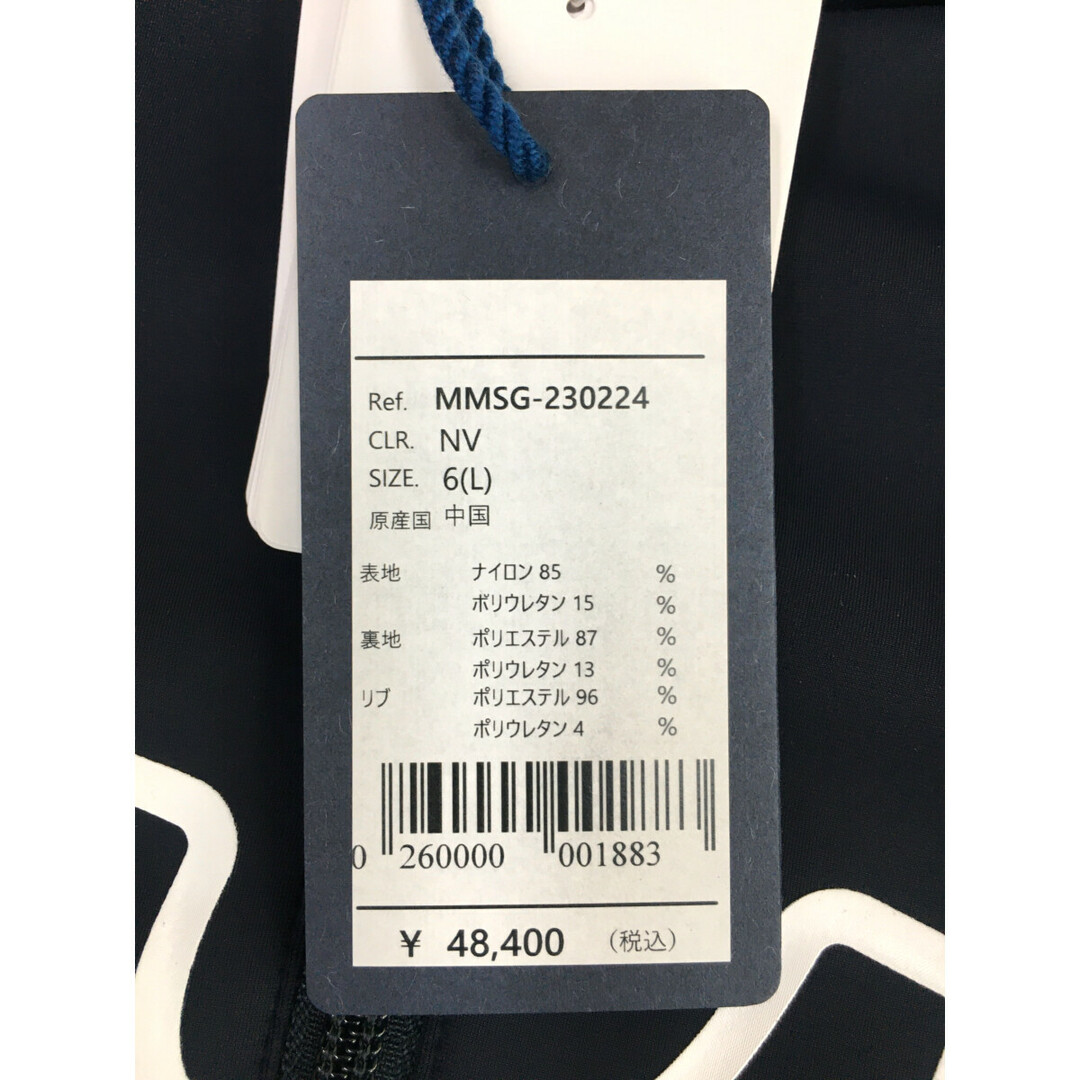 Ref. MMSG-230224
CLR. NV
SIZE. 6(L)
原産国 中国
表地 ナイロン 85 %
ポリウレタン 15 %
裏地 ポリエステル 87 %
ポリウレタン 13 %
リブ ポリエステル 96 %
ポリウレタン 4 %
0 260000 001883
¥ 48,400 (税込)